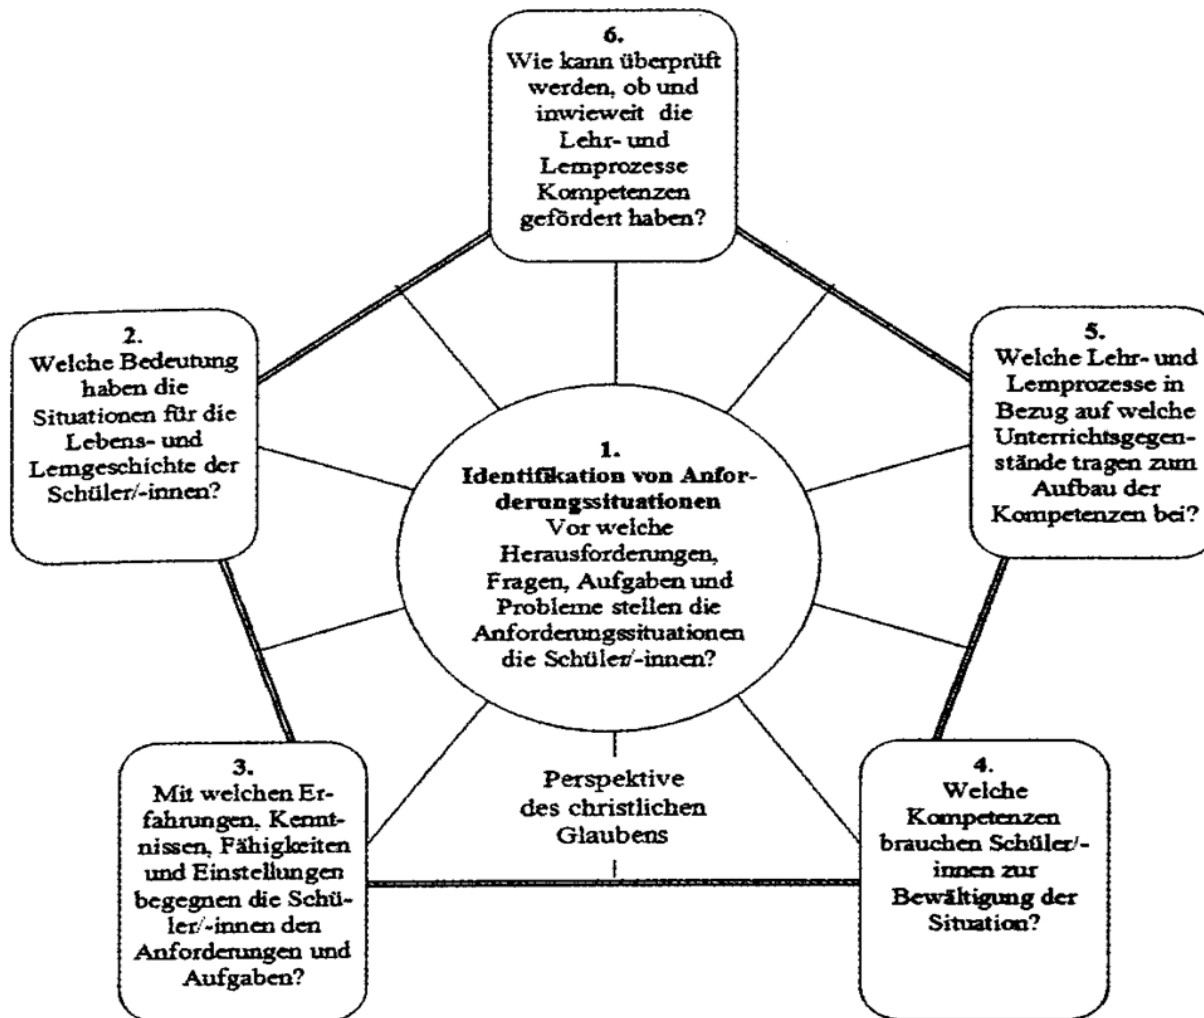 6.
Wie kann überprüft
werden, ob und
inwieweit die
Lehr- und
Lernprozesse
Kompetenzen
gefördert haben?
2.
Welche Bedeutung
haben die
Situationen für die
Lebens- und
Lerngeschichte der
Schüler/-innen?
5.
Welche Lehr- und
Lernprozesse in
Bezug auf welche
Unterrichtsgegen-
stände tragen zum
Aufbau der
Kompetenzen bei?
1.
Identifikation von Anfor-
derungssituationen
Vor welche
Herausforderungen,
Fragen, Aufgaben und
Probleme stellen die
Anforderungssituationen
die Schüler/-innen?
3.
Mit welchen Er-
fahrungen, Kennt-
nissen, Fähigkeiten
und Einstellungen
begegnen die Schü-
ler/-innen den
Anforderungen und
Aufgaben?
Perspektive
des christlichen
Glaubens
4.
Welche
Kompetenzen
brauchen Schüler/-
innen zur
Bewältigung der
Situation?